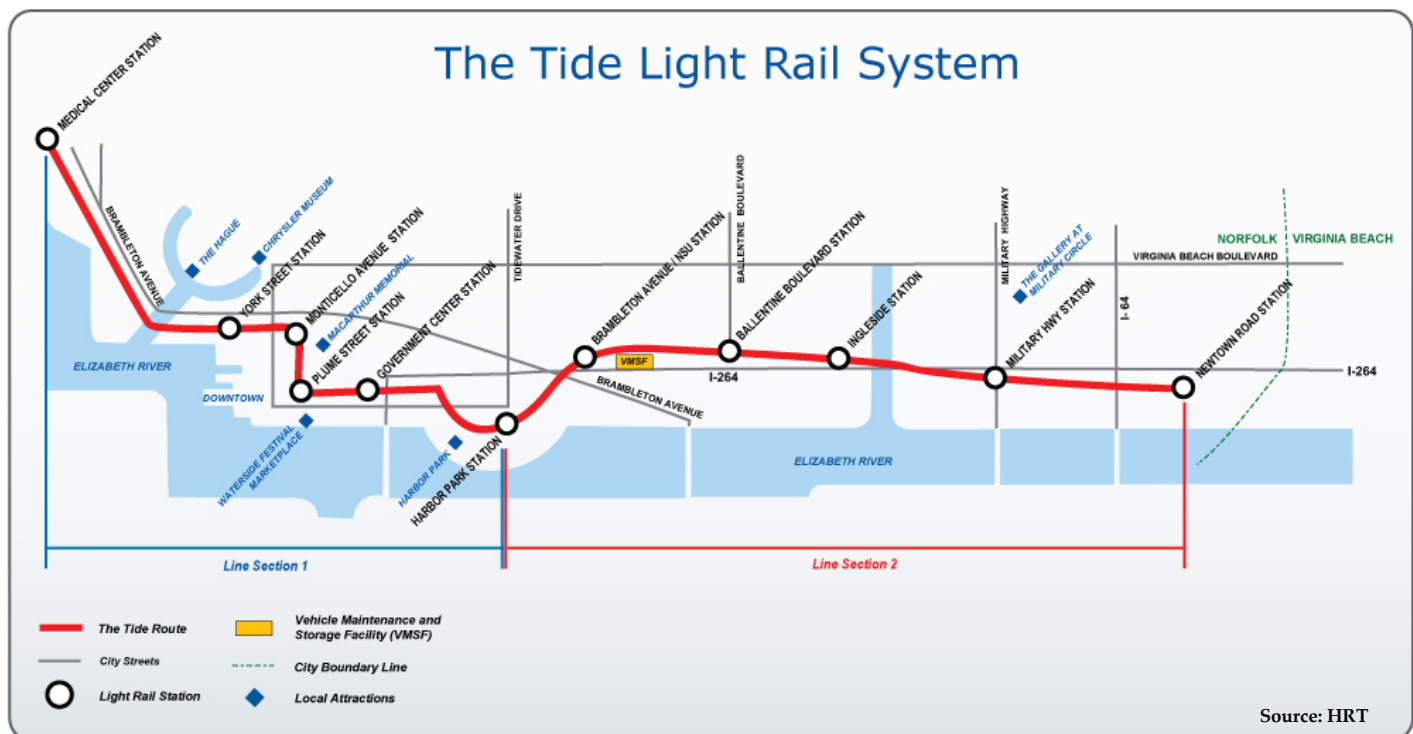 The Tide Light Rail System
MEDICAL CENTER STATION
BRAMBLETON AVENUE
THE HAGUE
CHRYSLER MUSEUM
YORK STREET STATION
MONTICELLO AVENUE STATION
MACARTHUR MEMORIAL
PLUME STREET STATION
GOVERNMENT CENTER STATION
TIDEWATER DRIVE
BRAMBLETON AVENUE / NSU STATION
BALLENTINE BOULEVARD
BALLENTINE BOULEVARD STATION
INGLESIDE STATION
MILITARY HIGHWAY
THE GALLERY AT
MILITARY CIRCLE
MILITARY HWY STATION
I- 64
NORFOLK
VIRGINIA BEACH
VIRGINIA BEACH BOULEVARD
NEWTOWN ROAD STATION
ELIZABETH RIVER
DOWNTOWN
VMSF
I-264
I-264
BRAMBLETON AVENUE
WATERSIDE FESTIVAL
MARKETPLACE
HARBOR PARK
HARBOR PARK STATION
ELIZABETH RIVER
Line Section 1
Line Section 2
The Tide Route
Vehicle Maintenance and
Storage Facility (VMSF)
City Streets
City Boundary Line
Light Rail Station
Local Attractions
Source: HRT